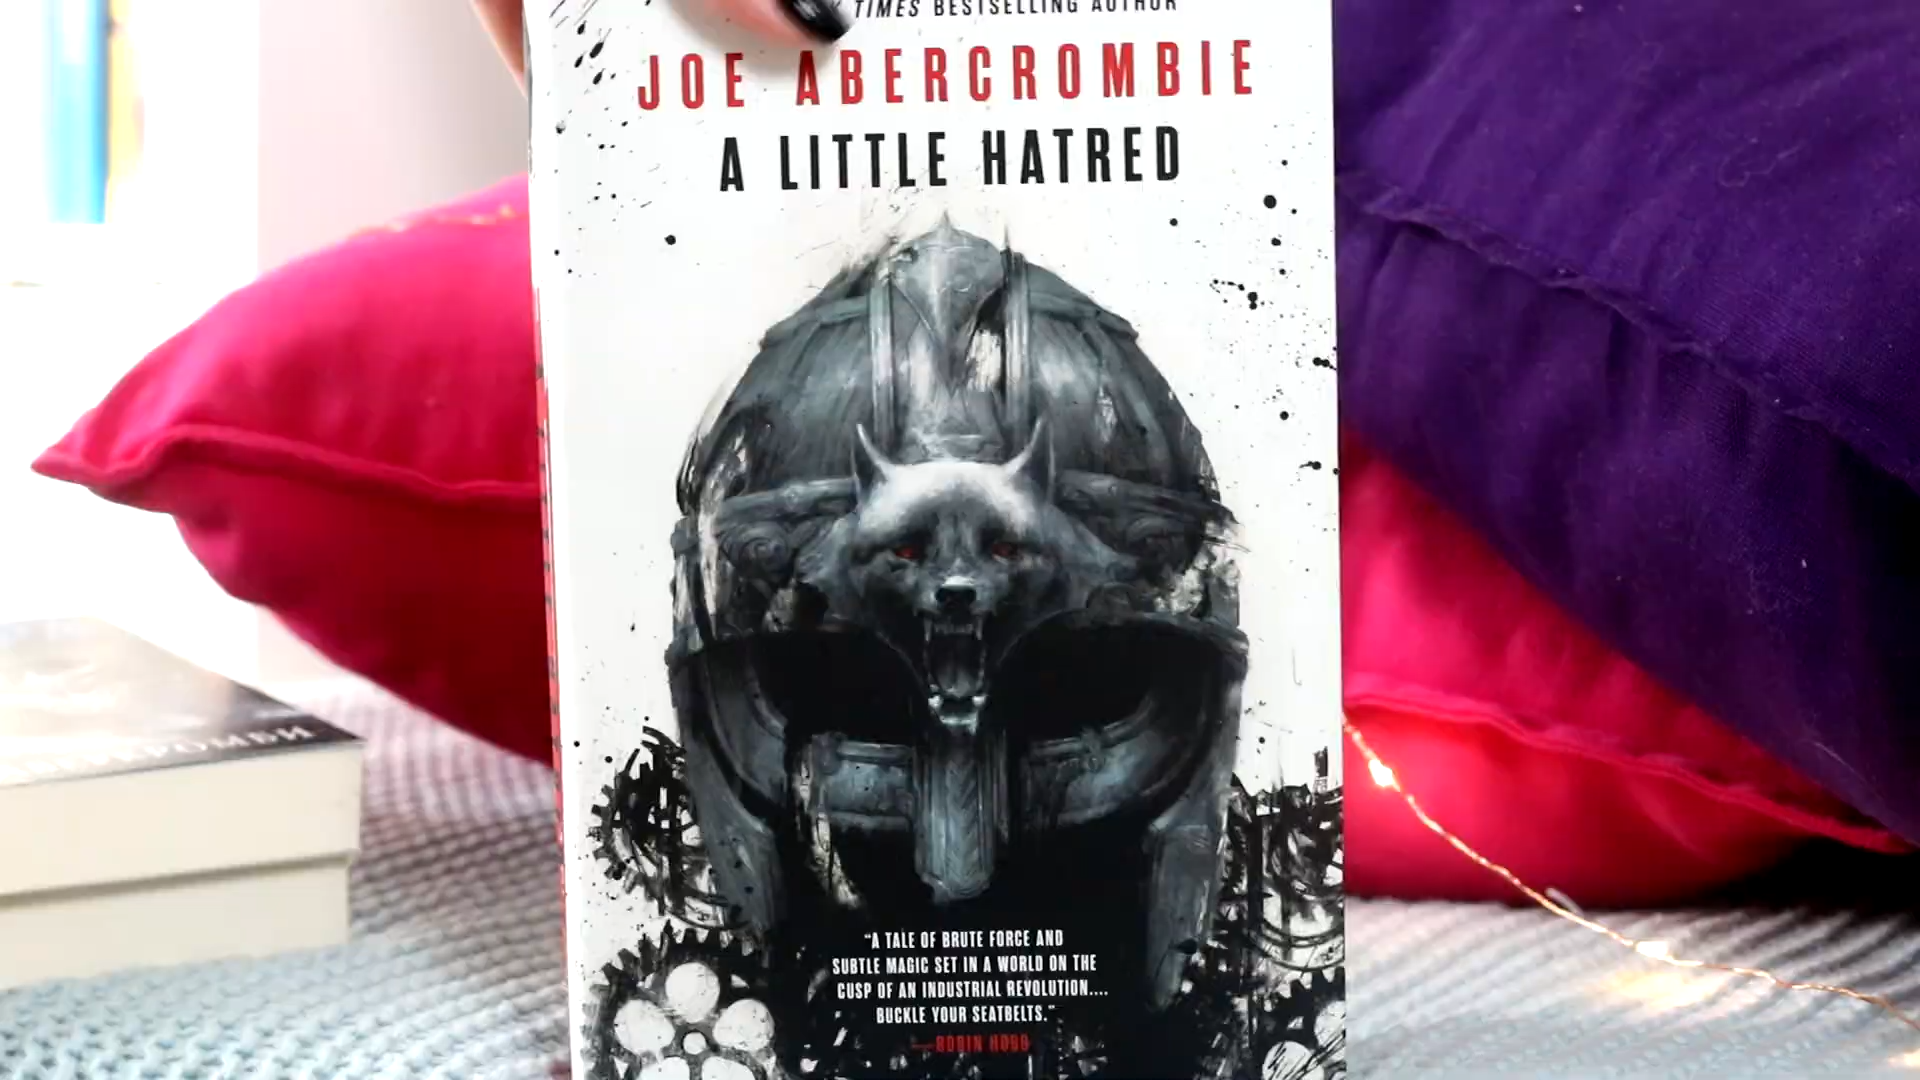 TIMES BESTSELLING AUTHOR
JOE ABERCROMBIE
A LITTLE HATRED
"A TALE OF BRUTE FORCE AND
SUBTLE MAGIC SET IN A WORLD ON THE
CUSP OF AN INDUSTRIAL REVOLUTION....
BUCKLE YOUR SEATBELTS."
—ROBIN HOBB